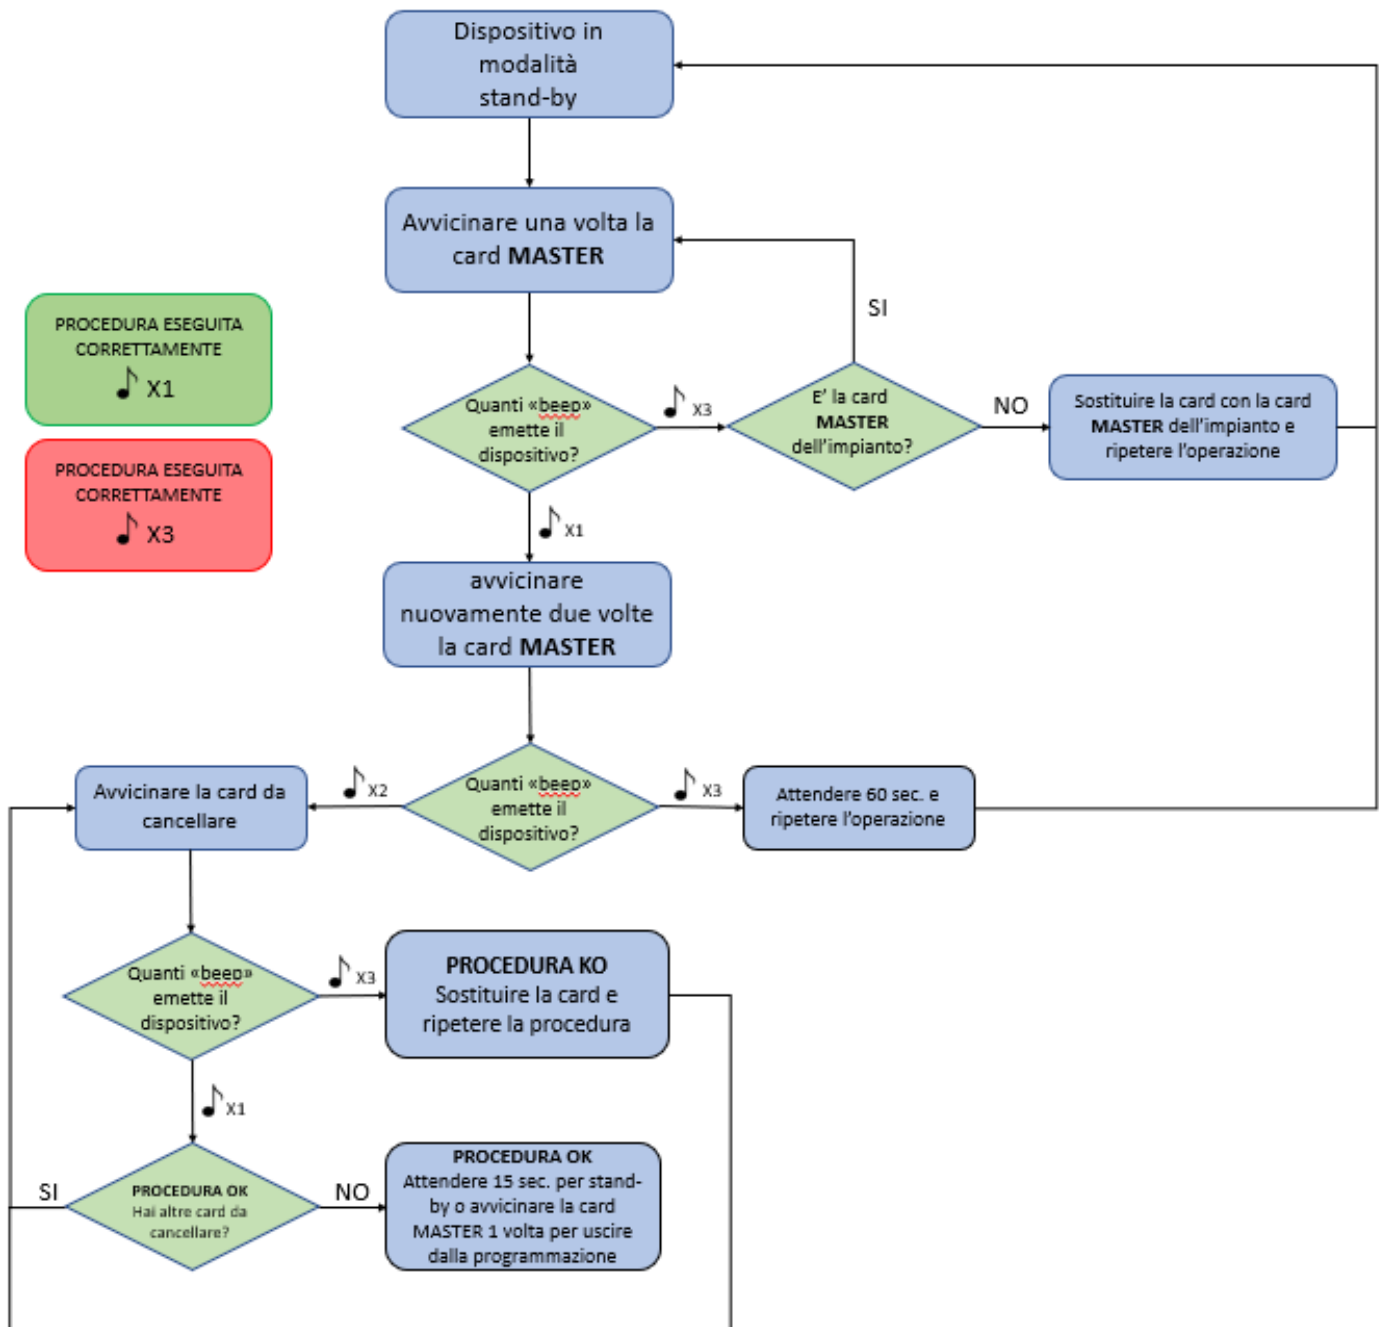 Dispositivo in
modalità
stand-by
Avvicinare una volta la
card MASTER
SI
PROCEDURA ESEGUITA
CORRETTAMENTE
X1
Quanti «beep»
emette il
dispositivo?
X3
E' la card
MASTER
dell'impianto?
NO
Sostituire la card con la card
MASTER dell'impianto e
ripetere l'operazione
PROCEDURA ESEGUITA
CORRETTAMENTE
X3
X1
avvicinare
nuovamente due volte
la card MASTER
Avvicinare la card da
cancellare
X2
Quanti «beep»
emette il
dispositivo?
X3
Attendere 60 sec. e
ripetere l'operazione
Quanti «beep»
emette il
dispositivo?
X3
PROCEDURA KO
Sostituire la card e
ripetere la procedura
X1
SI
PROCEDURA OK
Hai altre card da
cancellare?
NO
PROCEDURA OK
Attendere 15 sec. per stand-
by o avvicinare la card
MASTER 1 volta per uscire
dalla programmazione